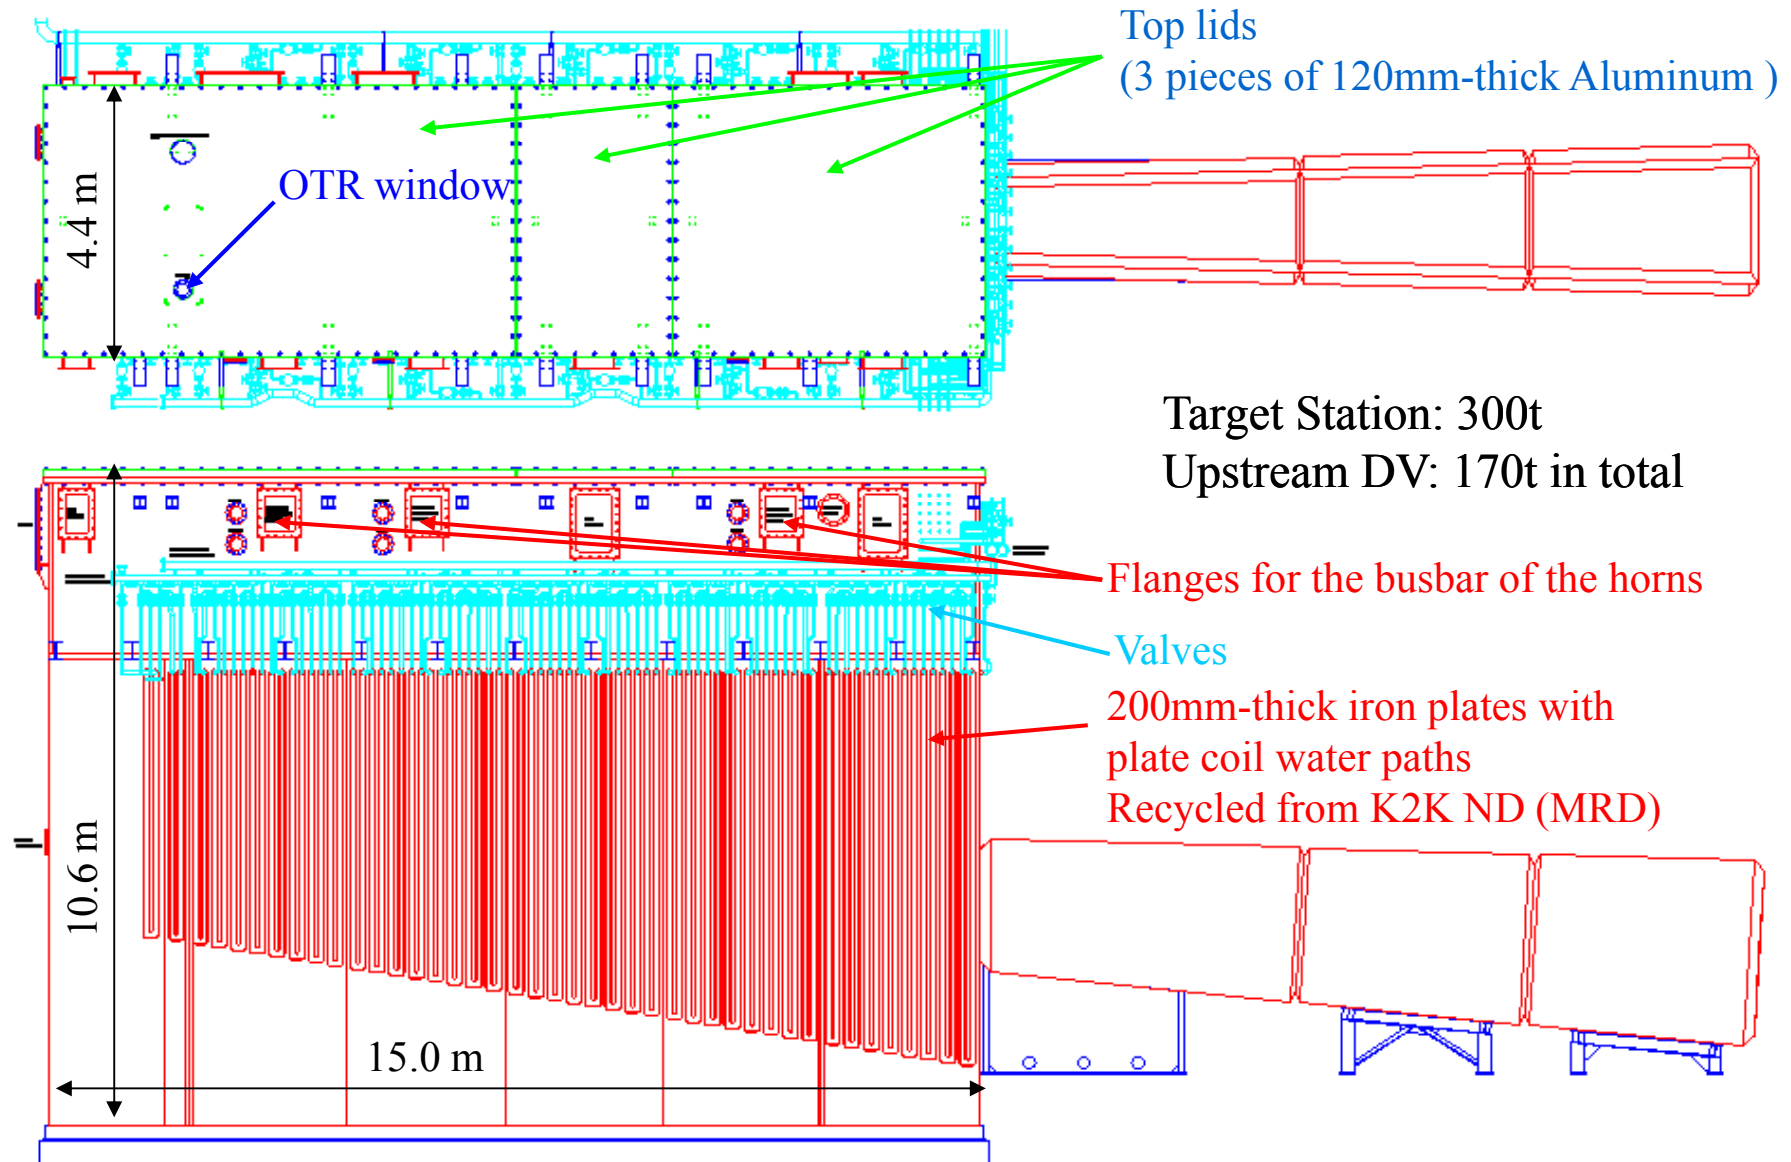 Top lids
(3 pieces of 120mm-thick Aluminum )
OTR window
4.4 m
Target Station: 300t
Upstream DV: 170t in total
Flanges for the busbar of the horns
Valves
200mm-thick iron plates with
plate coil water paths
Recycled from K2K ND (MRD)
10.6 m
15.0 m